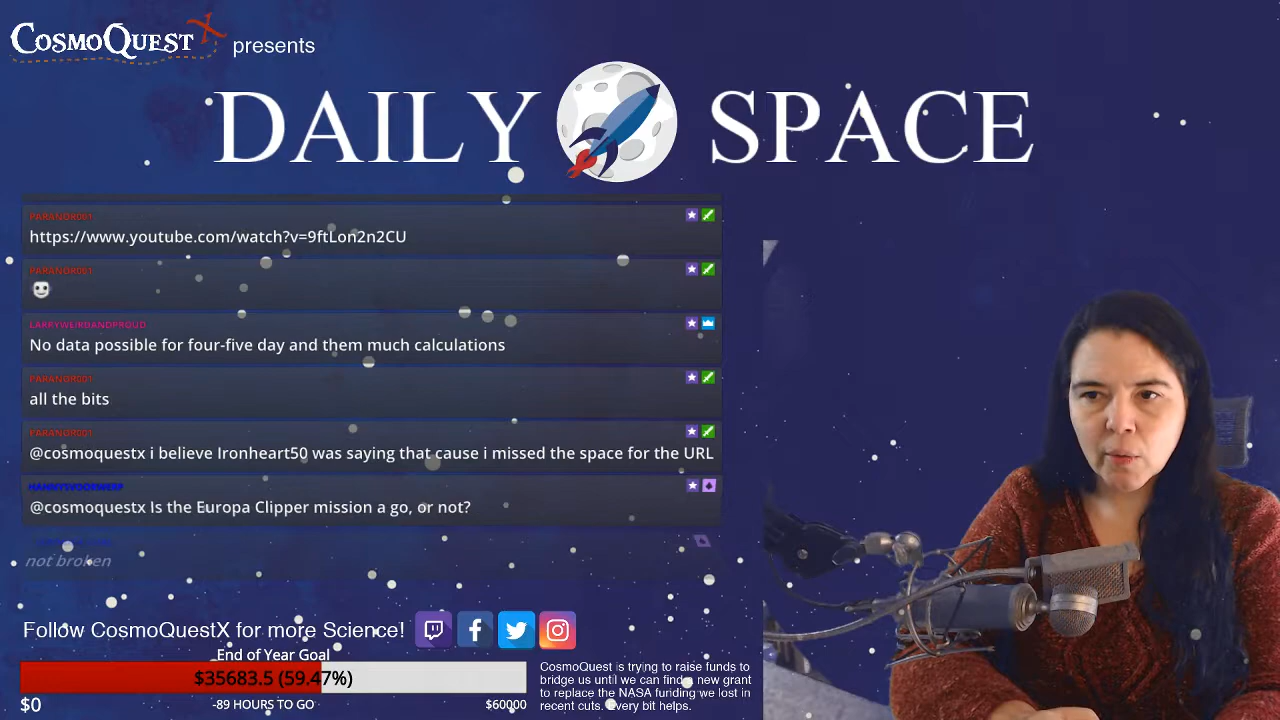 CosmoQuest X presents
DAILY SPACE
PARANOR001
https://www.youtube.com/watch?v=9ftLon2n2CU
PARANOR001
LARRYWEIRDANDPROUD
No data possible for four-five day and them much calculations
PARANOR001
all the bits
PARANOR001
@cosmoquestx i believe Ironheart50 was saying that cause i missed the space for the URL
@cosmoquestx Is the Europa Clipper mission a go, or not?
not broken
Follow CosmoQuestX for more Science!
End of Year Goal
$35683.5 (59.47%)
$0
-89 HOURS TO GO
$60000
CosmoQuest is trying to raise funds to
bridge us until we can find a new grant
to replace the NASA funding we lost in
recent cuts. Every bit helps.